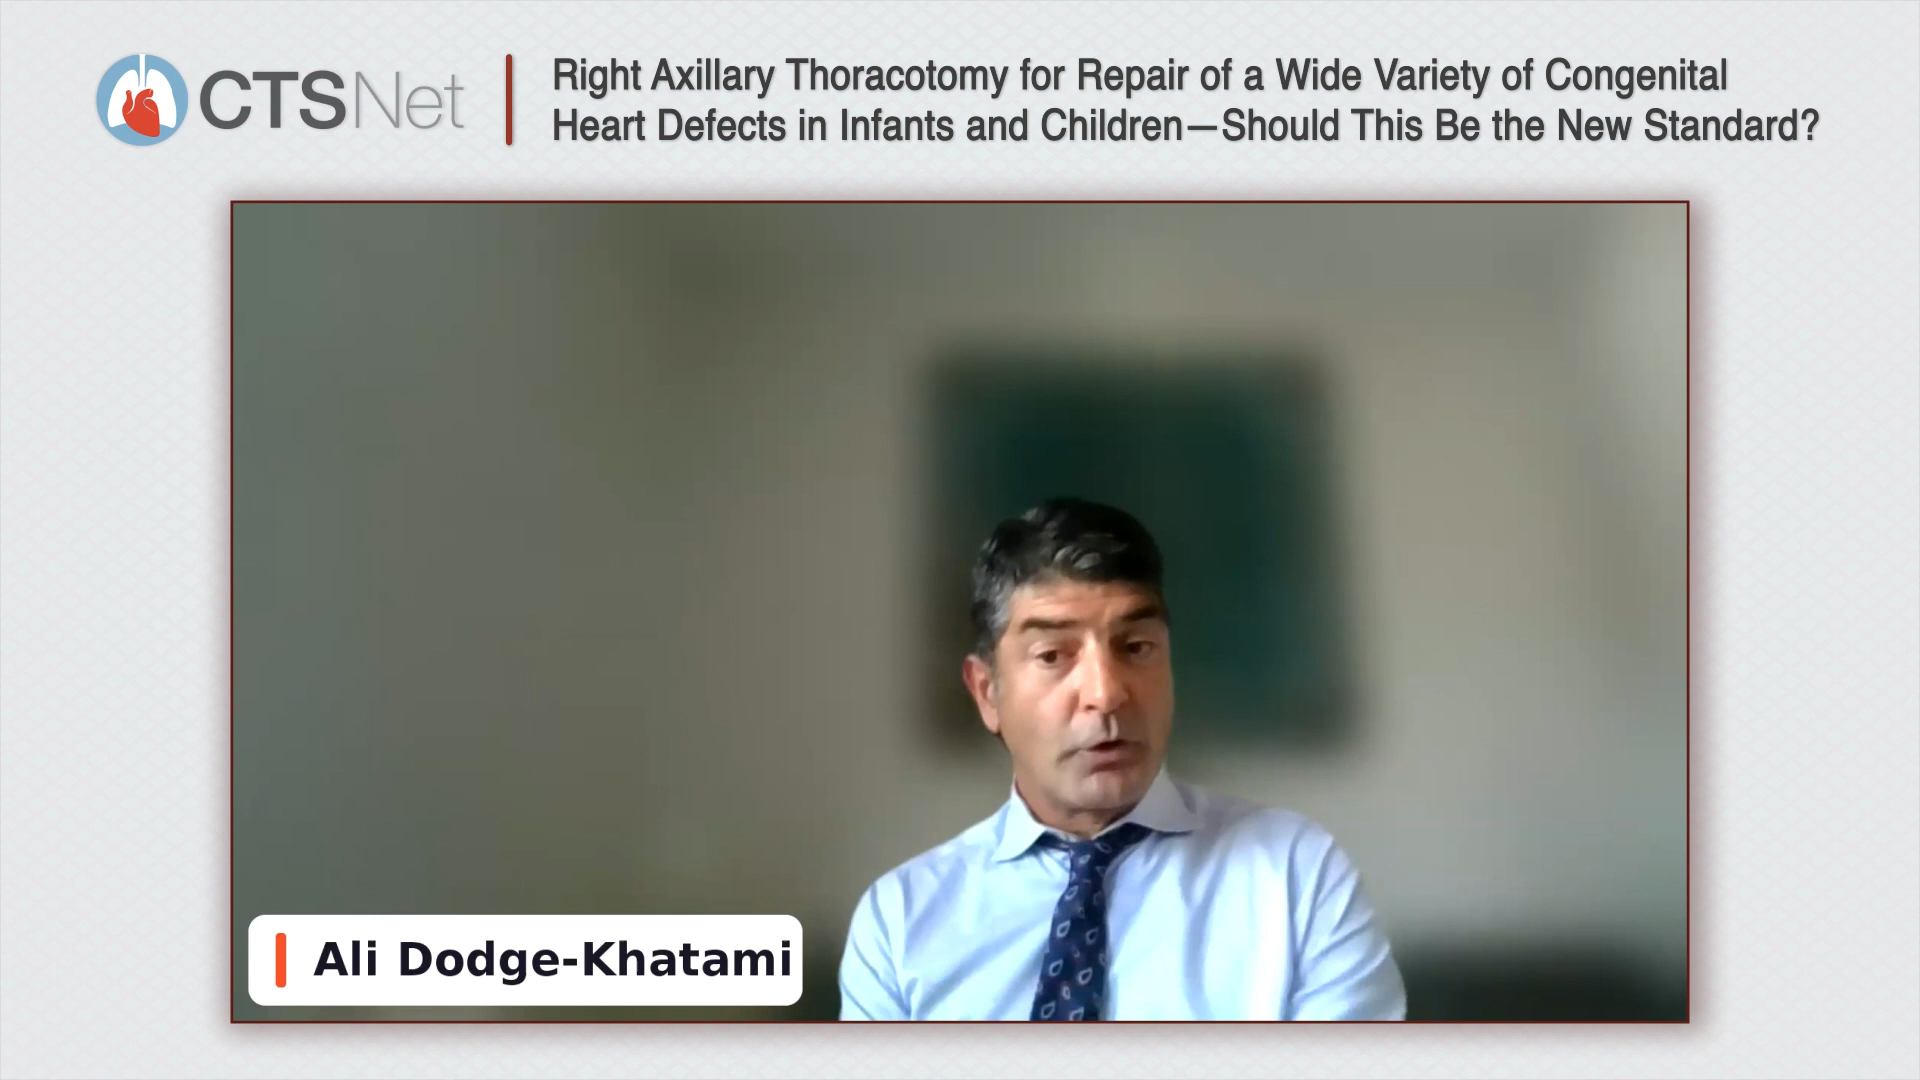 CTSNet
Right Axillary Thoracotomy for Repair of a Wide Variety of Congenital
Heart Defects in Infants and Children—Should This Be the New Standard?
Ali Dodge-Khatami